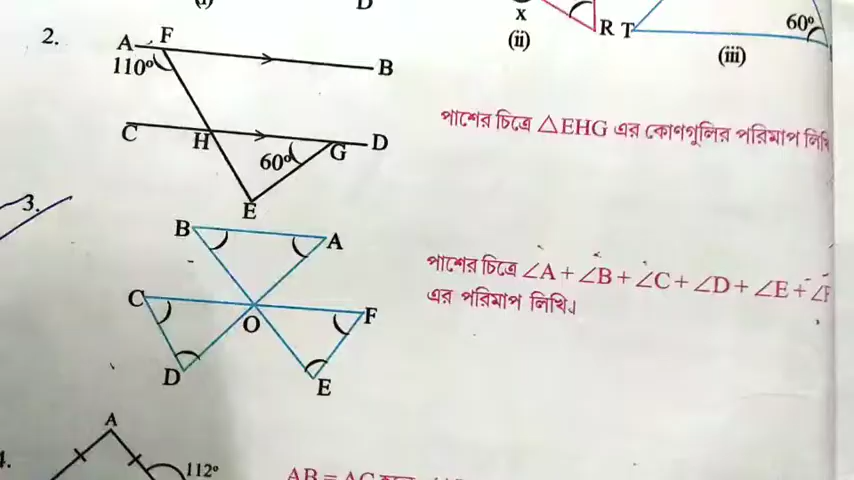 (i)
D
x
(ii)
R
T
60°
(iii)
2.
A
F
B
110°
C
H
60°
G
D
E
পাশের চিত্রে △EHG এর কোণগুলির পরিমাপ
3.
B
A
C
O
F
D
E
পাশের চিত্রে ∠A + ∠B + ∠C + ∠D + ∠E + ∠F
এর পরিমাপ লিখি।
4.
A
112°
AB = AC